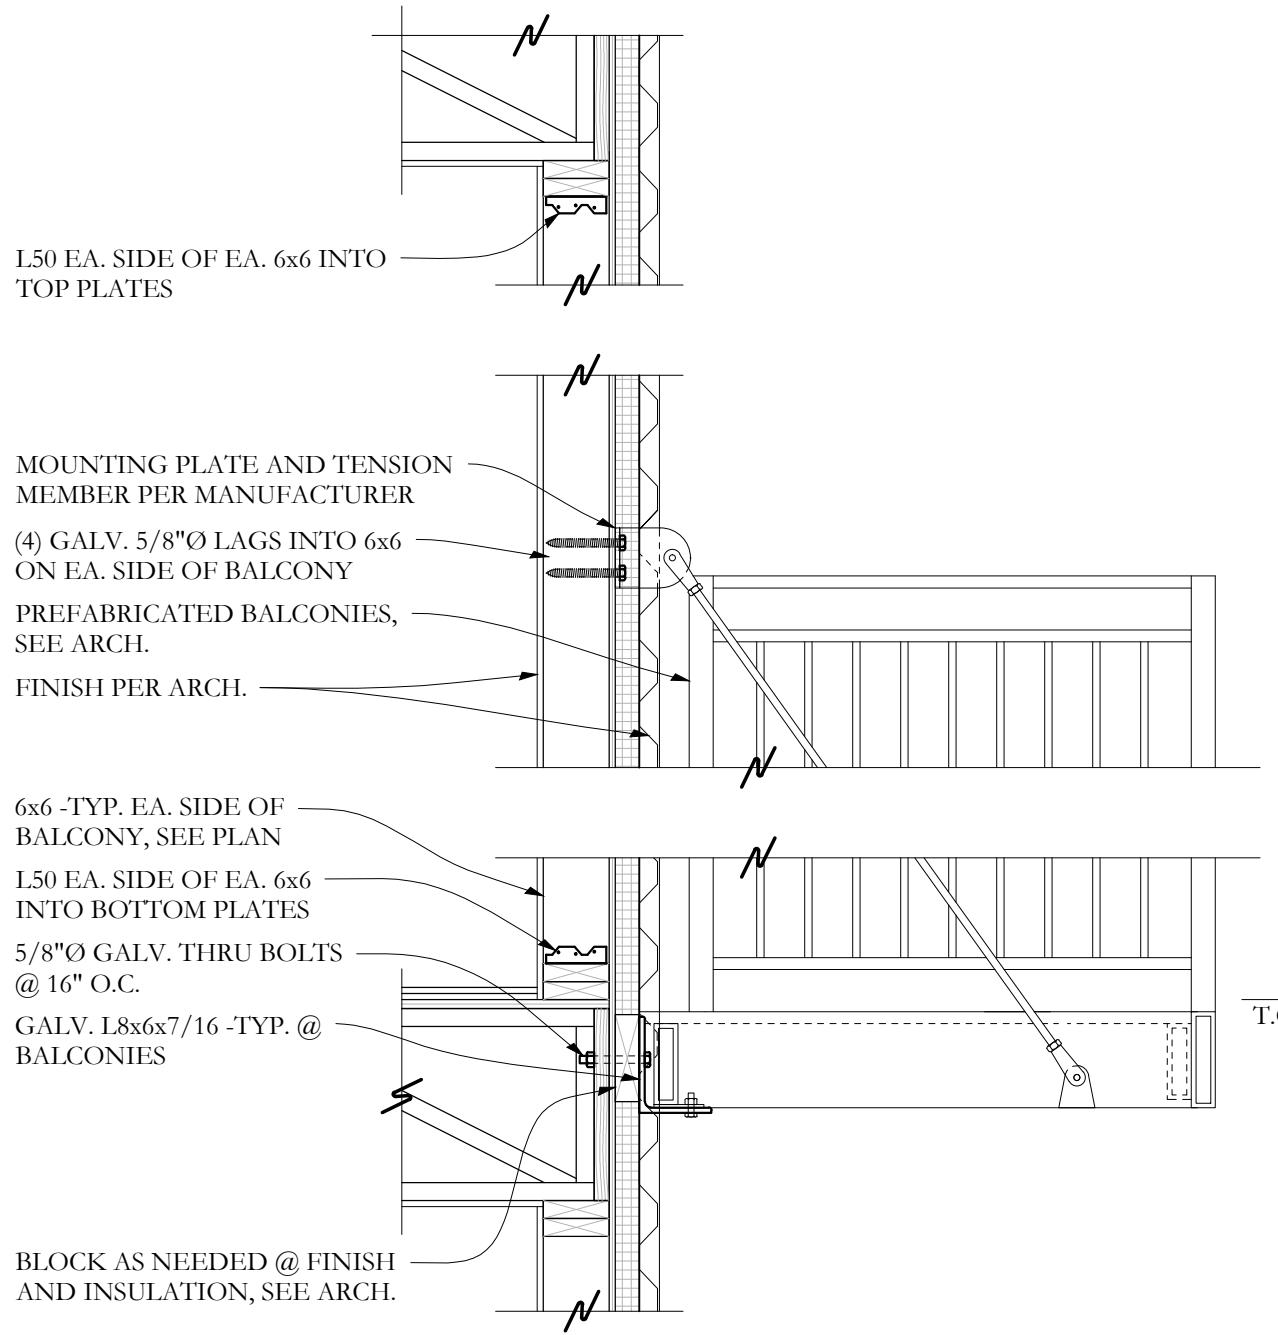 L50 EA. SIDE OF EA. 6x6 INTO
TOP PLATES
MOUNTING PLATE AND TENSION
MEMBER PER MANUFACTURER
(4) GALV. 5/8"Ø LAGS INTO 6x6
ON EA. SIDE OF BALCONY
PREFABRICATED BALCONIES,
SEE ARCH.
FINISH PER ARCH.
6x6 -TYP. EA. SIDE OF
BALCONY, SEE PLAN
L50 EA. SIDE OF EA. 6x6
INTO BOTTOM PLATES
5/8"Ø GALV. THRU BOLTS
@ 16" O.C.
GALV. L8x6x7/16 -TYP. @
BALCONIES
BLOCK AS NEEDED @ FINISH
AND INSULATION, SEE ARCH.